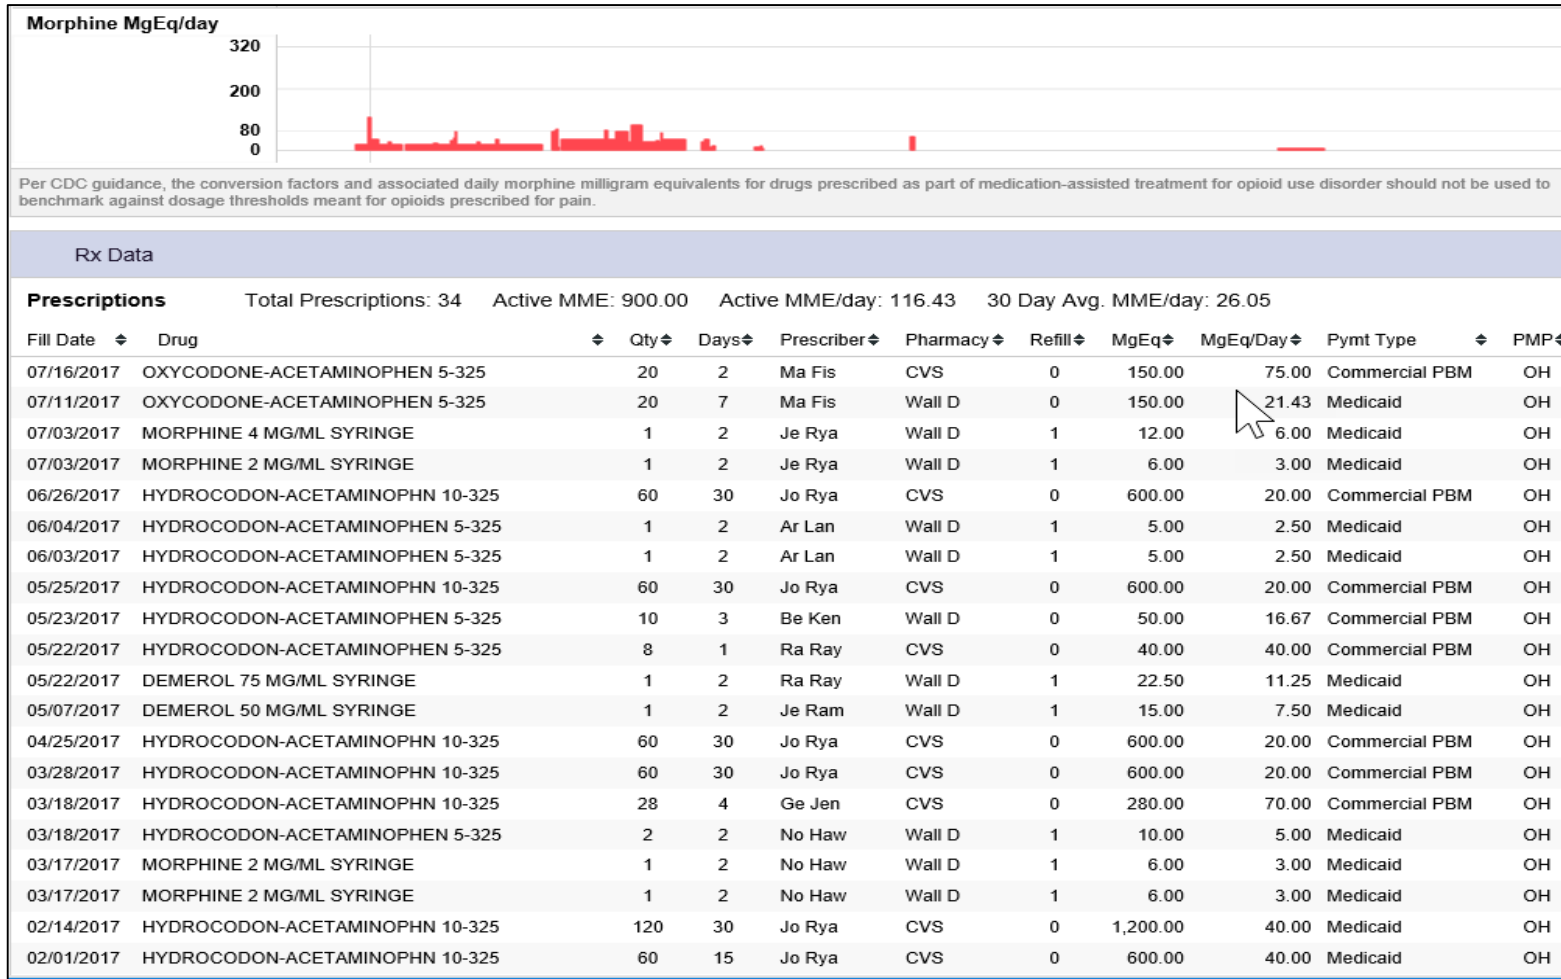 Morphine MgEq/day
320
200
80
0
Per CDC guidance, the conversion factors and associated daily morphine milligram equivalents for drugs prescribed as part of medication-assisted treatment for opioid use disorder should not be used to
benchmark against dosage thresholds meant for opioids prescribed for pain.
Rx Data
Prescriptions Total Prescriptions: 34 Active MME: 900.00 Active MME/day: 116.43 30 Day Avg. MME/day: 26.05
Fill Date Drug Qty Days Prescriber Pharmacy Refill MgEq MgEq/Day Pymt Type PMP
07/16/2017 OXYCODONE-ACETAMINOPHEN 5-325 20 2 Ma Fis CVS 0 150.00 75.00 Commercial PBM OH
07/11/2017 OXYCODONE-ACETAMINOPHEN 5-325 20 7 Ma Fis Wall D 0 150.00 21.43 Medicaid OH
07/03/2017 MORPHINE 4 MG/ML SYRINGE 1 2 Je Rya Wall D 1 12.00 6.00 Medicaid OH
07/03/2017 MORPHINE 2 MG/ML SYRINGE 1 2 Je Rya Wall D 1 6.00 3.00 Medicaid OH
06/26/2017 HYDROCODON-ACETAMINOPHN 10-325 60 30 Jo Rya CVS 0 600.00 20.00 Commercial PBM OH
06/04/2017 HYDROCODON-ACETAMINOPHEN 5-325 1 2 Ar Lan Wall D 1 5.00 2.50 Medicaid OH
06/03/2017 HYDROCODON-ACETAMINOPHEN 5-325 1 2 Ar Lan Wall D 1 5.00 2.50 Medicaid OH
05/25/2017 HYDROCODON-ACETAMINOPHN 10-325 60 30 Jo Rya CVS 0 600.00 20.00 Commercial PBM OH
05/23/2017 HYDROCODON-ACETAMINOPHEN 5-325 10 3 Be Ken Wall D 0 50.00 16.67 Commercial PBM OH
05/22/2017 HYDROCODON-ACETAMINOPHEN 5-325 8 1 Ra Ray CVS 0 40.00 40.00 Commercial PBM OH
05/22/2017 DEMEROL 75 MG/ML SYRINGE 1 2 Ra Ray Wall D 1 22.50 11.25 Medicaid OH
05/07/2017 DEMEROL 50 MG/ML SYRINGE 1 2 Je Ram Wall D 1 15.00 7.50 Medicaid OH
04/25/2017 HYDROCODON-ACETAMINOPHN 10-325 60 30 Jo Rya CVS 0 600.00 20.00 Commercial PBM OH
03/28/2017 HYDROCODON-ACETAMINOPHN 10-325 60 30 Jo Rya CVS 0 600.00 20.00 Commercial PBM OH
03/18/2017 HYDROCODON-ACETAMINOPHN 10-325 28 4 Ge Jen CVS 0 280.00 70.00 Commercial PBM OH
03/18/2017 HYDROCODON-ACETAMINOPHEN 5-325 2 2 No Haw Wall D 1 10.00 5.00 Medicaid OH
03/17/2017 MORPHINE 2 MG/ML SYRINGE 1 2 No Haw Wall D 1 6.00 3.00 Medicaid OH
03/17/2017 MORPHINE 2 MG/ML SYRINGE 1 2 No Haw Wall D 1 6.00 3.00 Medicaid OH
02/14/2017 HYDROCODON-ACETAMINOPHN 10-325 120 30 Jo Rya CVS 0 1,200.00 40.00 Medicaid OH
02/01/2017 HYDROCODON-ACETAMINOPHN 10-325 60 15 Jo Rya CVS 0 600.00 40.00 Medicaid OH